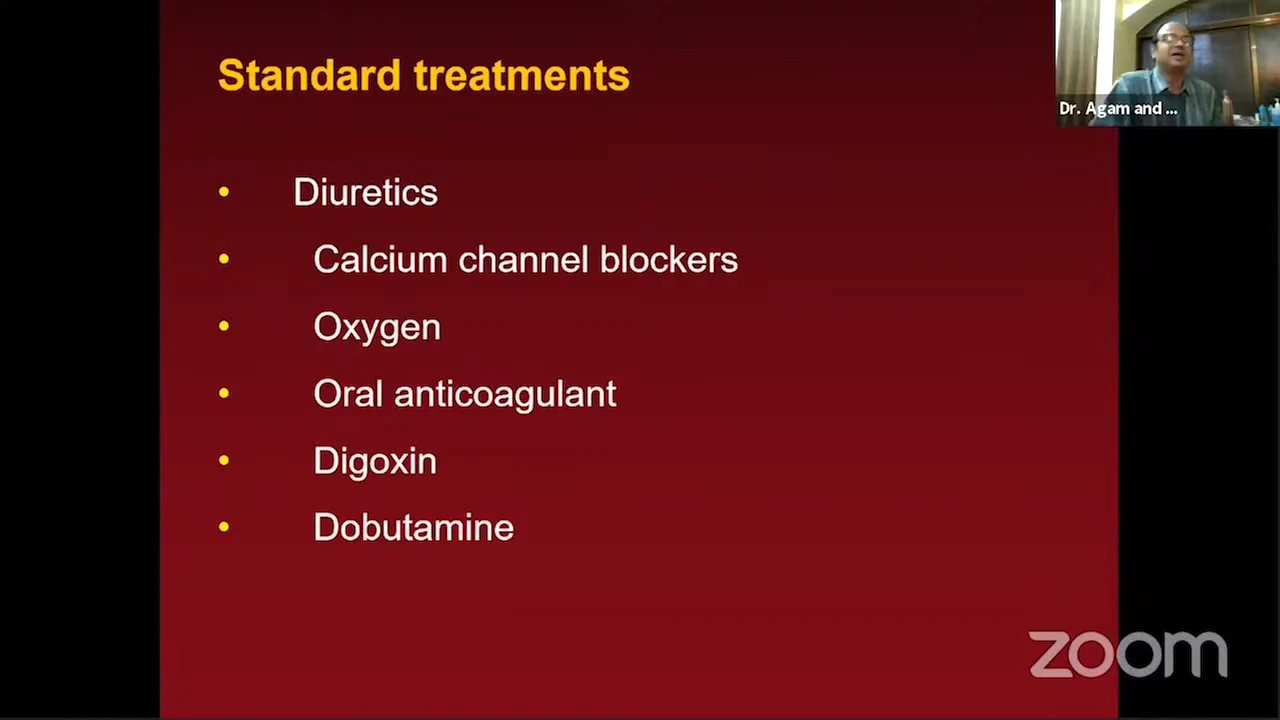 Standard treatments
Dr. Agam and ...
• Diuretics
• Calcium channel blockers
• Oxygen
• Oral anticoagulant
• Digoxin
• Dobutamine
zoom